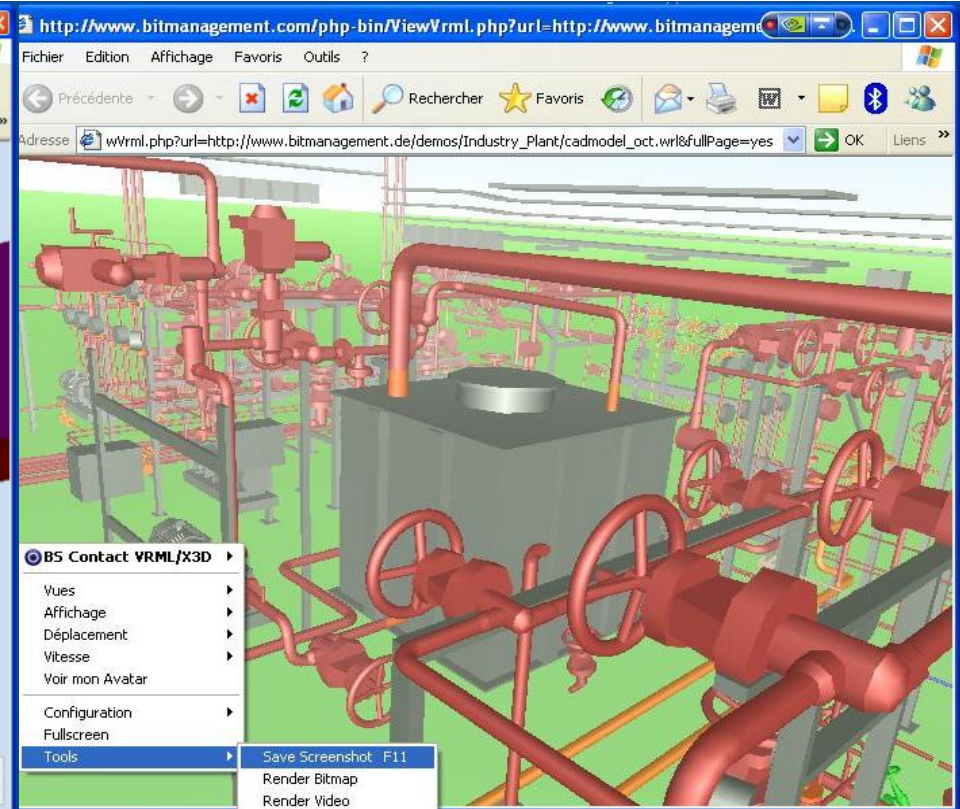 http://www.bitmanagement.com/php-bin/ViewVrml.php?url=http://www.bitmanageme
Fichier Edition Affichage Favoris Outils ?
Précédente Rechercher Favoris
Adresse wVrml.php?url=http://www.bitmanagement.de/demos/Industry_Plant/cadmodel_oct.wrl&fullPage=yes OK Liens »
BS Contact VRML/X3D
Vues
Affichage
Déplacement
Vitesse
Voir mon Avatar
Configuration
Fullscreen
Tools
Save Screenshot F11
Render Bitmap
Render Video